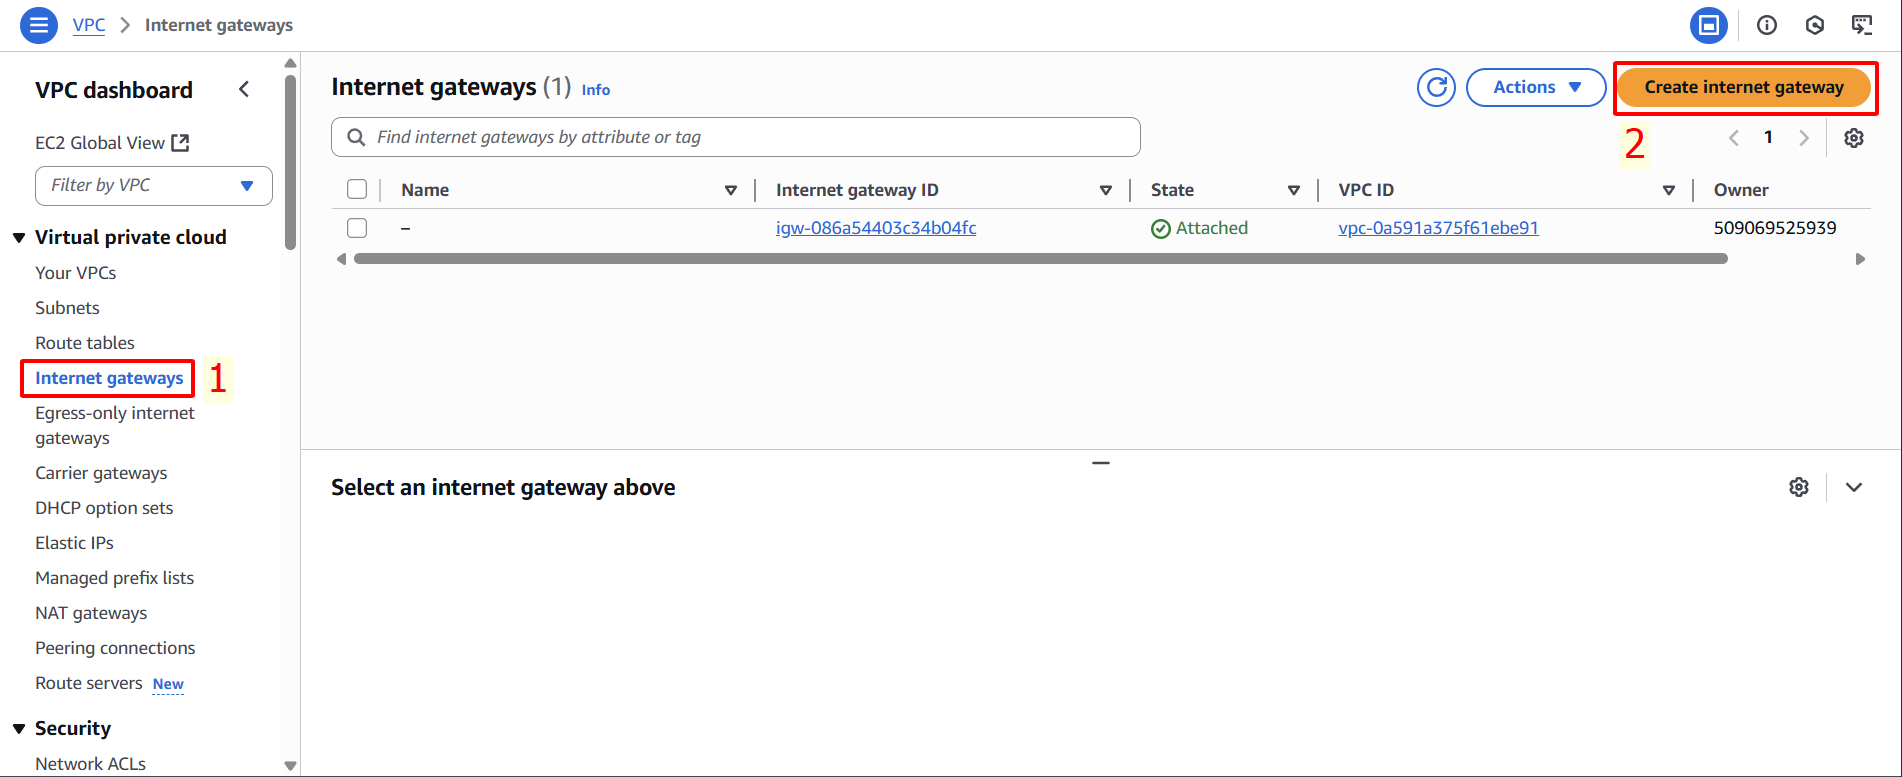 VPC > Internet gateways
VPC dashboard
EC2 Global View
Filter by VPC
Virtual private cloud
Your VPCs
Subnets
Route tables
Internet gateways
1
Egress-only internet
gateways
Carrier gateways
DHCP option sets
Elastic IPs
Managed prefix lists
NAT gateways
Peering connections
Route servers New
Security
Network ACLs
Internet gateways (1) Info
Actions
Create internet gateway
2
Find internet gateways by attribute or tag
1
Name Internet gateway ID State VPC ID Owner
– igw-086a54403c34b04fc Attached vpc-0a591a375f61ebe91 509069525939
Select an internet gateway above